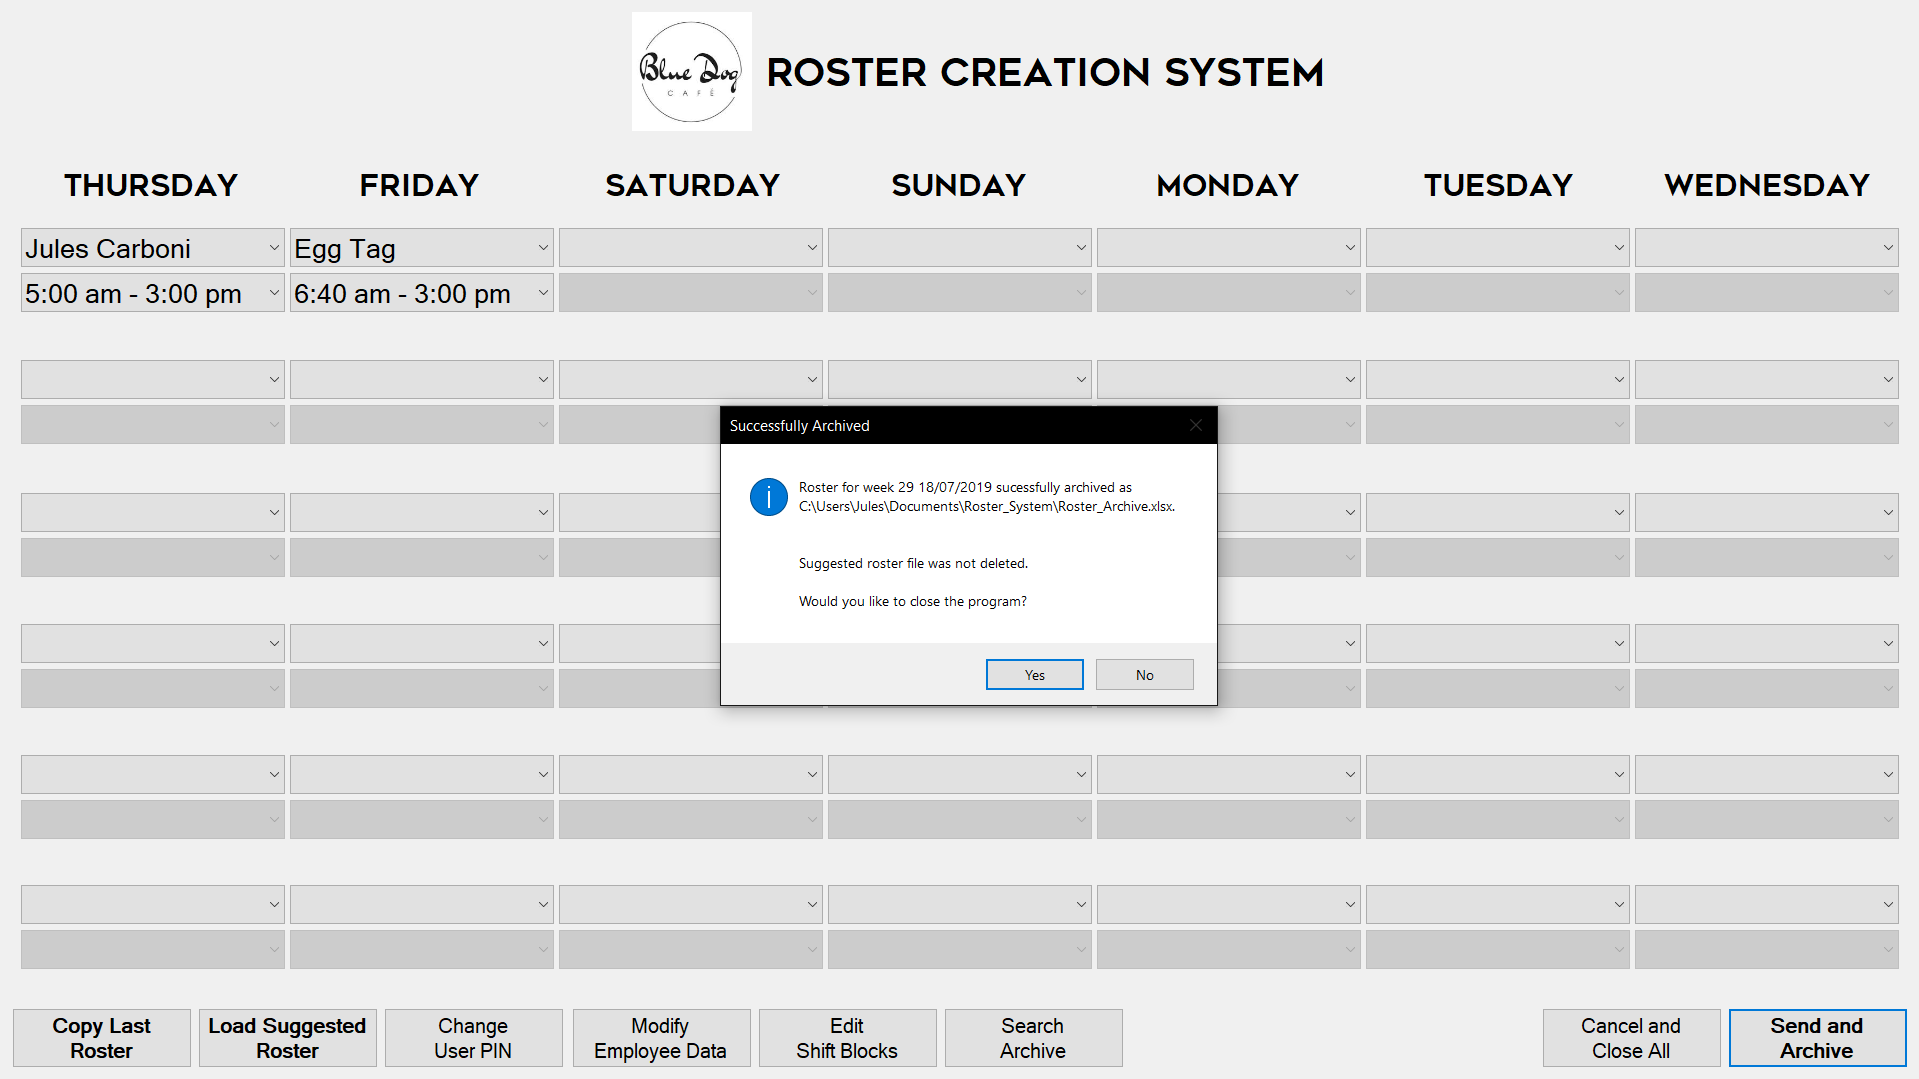 Blue Dog
CAFÉ
ROSTER CREATION SYSTEM
THURSDAY
FRIDAY
SATURDAY
SUNDAY
MONDAY
TUESDAY
WEDNESDAY
Jules Carboni
Egg Tag
5:00 am - 3:00 pm
6:40 am - 3:00 pm
Successfully Archived
Roster for week 29 18/07/2019 sucessfully archived as
C:\Users\Jules\Documents\Roster_System\Roster_Archive.xlsx.
Suggested roster file was not deleted.
Would you like to close the program?
Yes
No
Copy Last
Roster
Load Suggested
Roster
Change
User PIN
Modify
Employee Data
Edit
Shift Blocks
Search
Archive
Cancel and
Close All
Send and
Archive